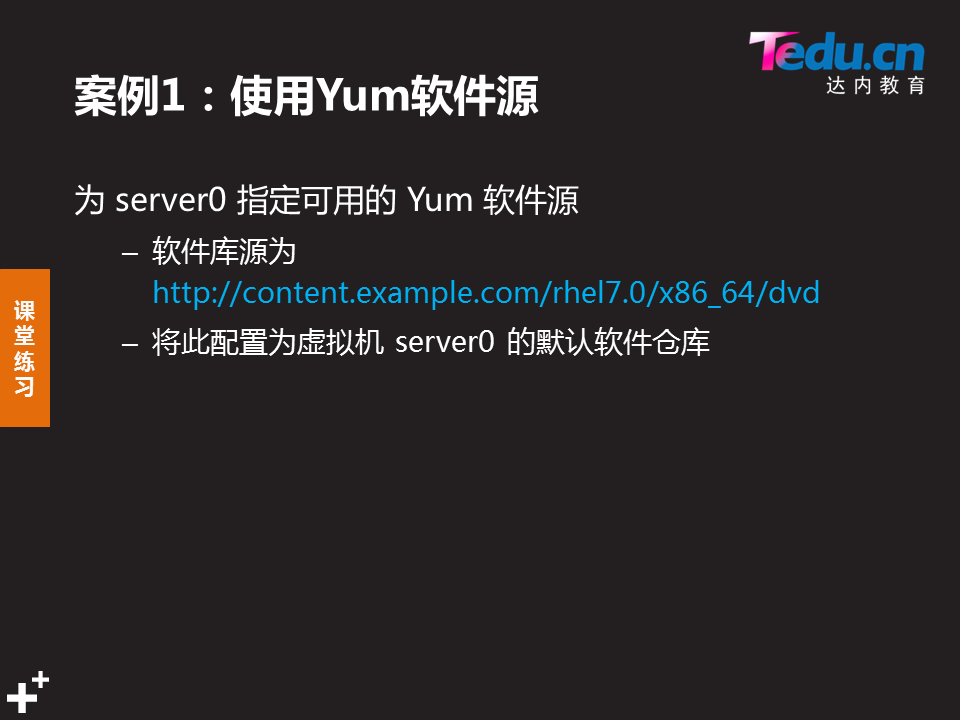 Tedu.cn
达内教育
案例1：使用Yum软件源
为 server0 指定可用的 Yum 软件源
– 软件库源为
http://content.example.com/rhel7.0/x86_64/dvd
– 将此配置为虚拟机 server0 的默认软件仓库
课
堂
练
习